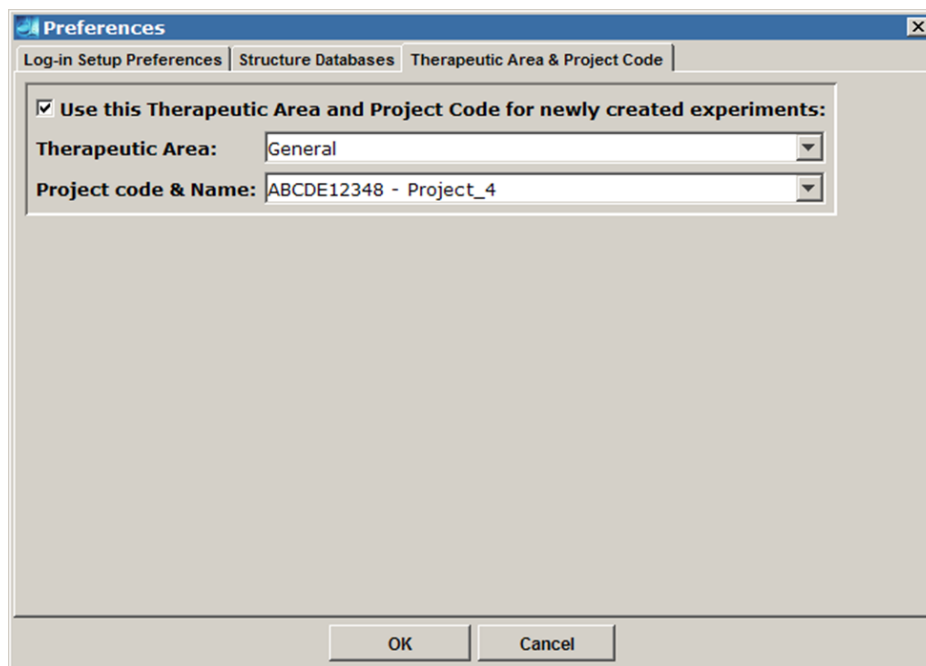 Preferences
Log-in Setup Preferences Structure Databases Therapeutic Area & Project Code
Use this Therapeutic Area and Project Code for newly created experiments:
Therapeutic Area: General
Project code & Name: ABCDE12348 - Project_4
OK Cancel